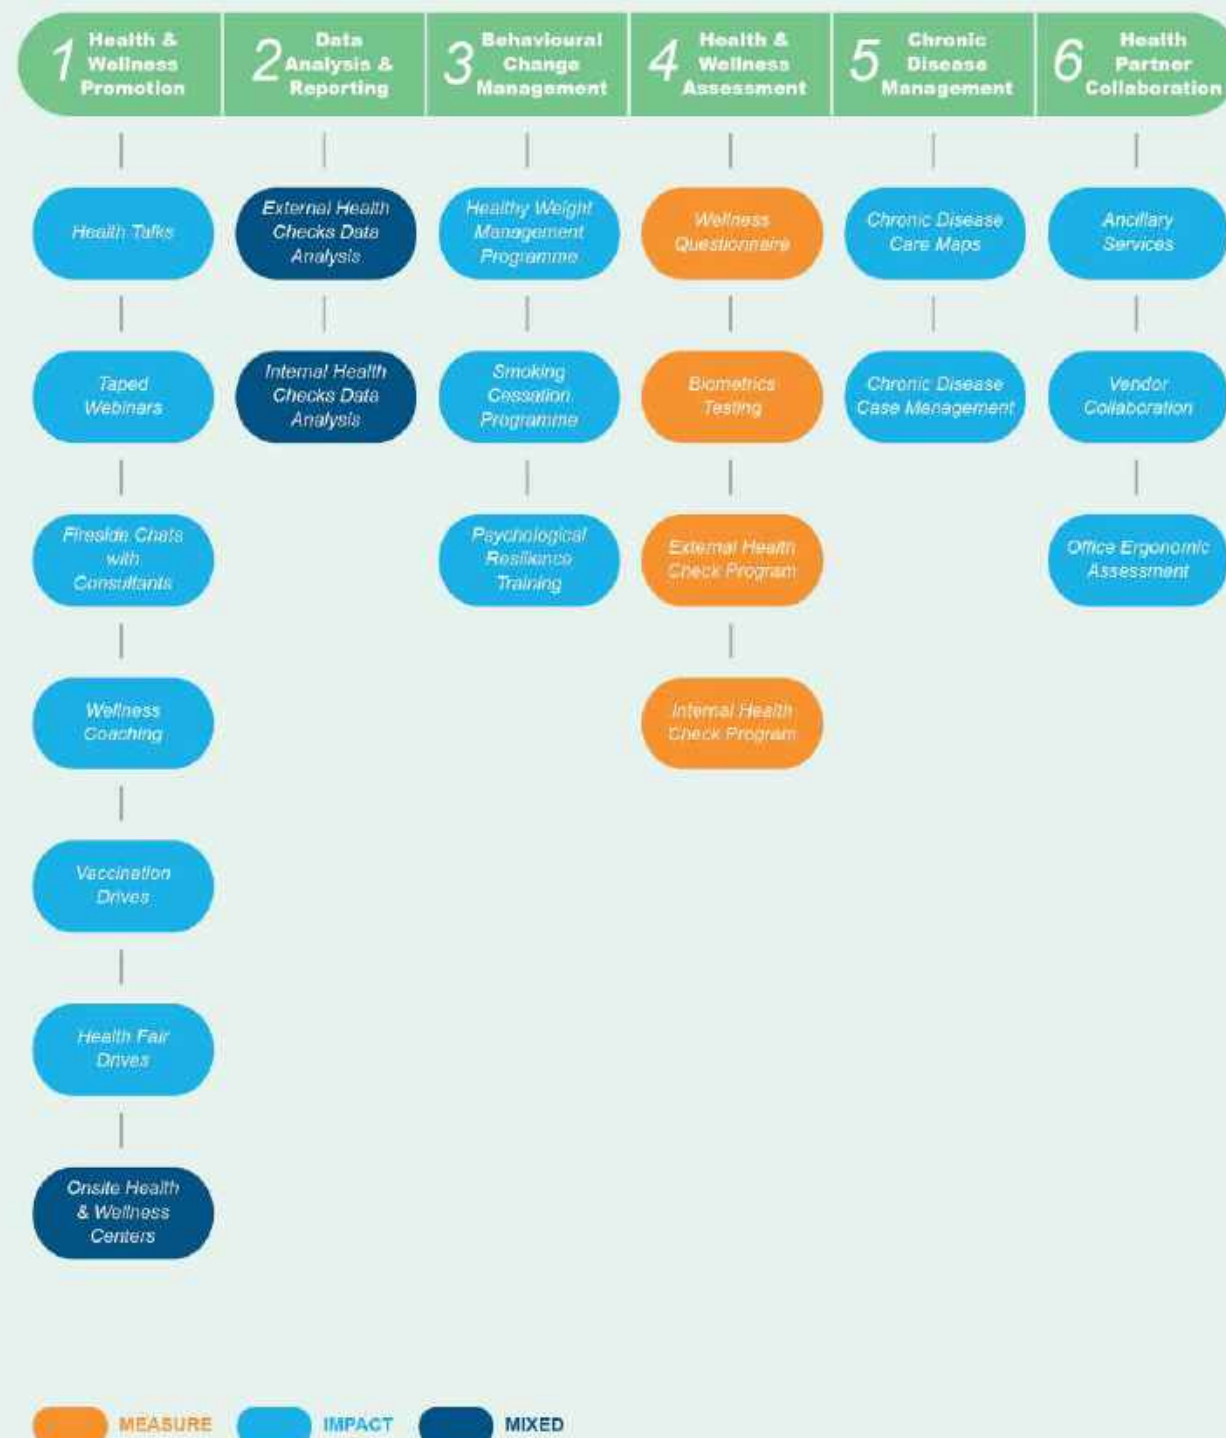 1
Health &
Wellness
Promotion
2
Data
Analysis &
Reporting
3
Behavioural
Change
Management
4
Health &
Wellness
Assessment
5
Chronic
Disease
Management
6
Health
Partner
Collaboration
Health Talks
Taped
Webinars
Fireside Chats
with
Consultants
Wellness
Coaching
Vaccination
Drives
Health Fair
Drives
Onsite Health
& Wellness
Centers
External Health
Checks Data
Analysis
Internal Health
Checks Data
Analysis
Healthy Weight
Management
Programme
Smoking
Cessation
Programme
Psychological
Resilience
Training
Wellness
Questionnaire
Biometrics
Testing
External Health
Check Program
Internal Health
Check Program
Chronic Disease
Care Maps
Chronic Disease
Case Management
Ancillary
Services
Vendor
Collaboration
Office Ergonomic
Assessment
MEASURE
IMPACT
MIXED